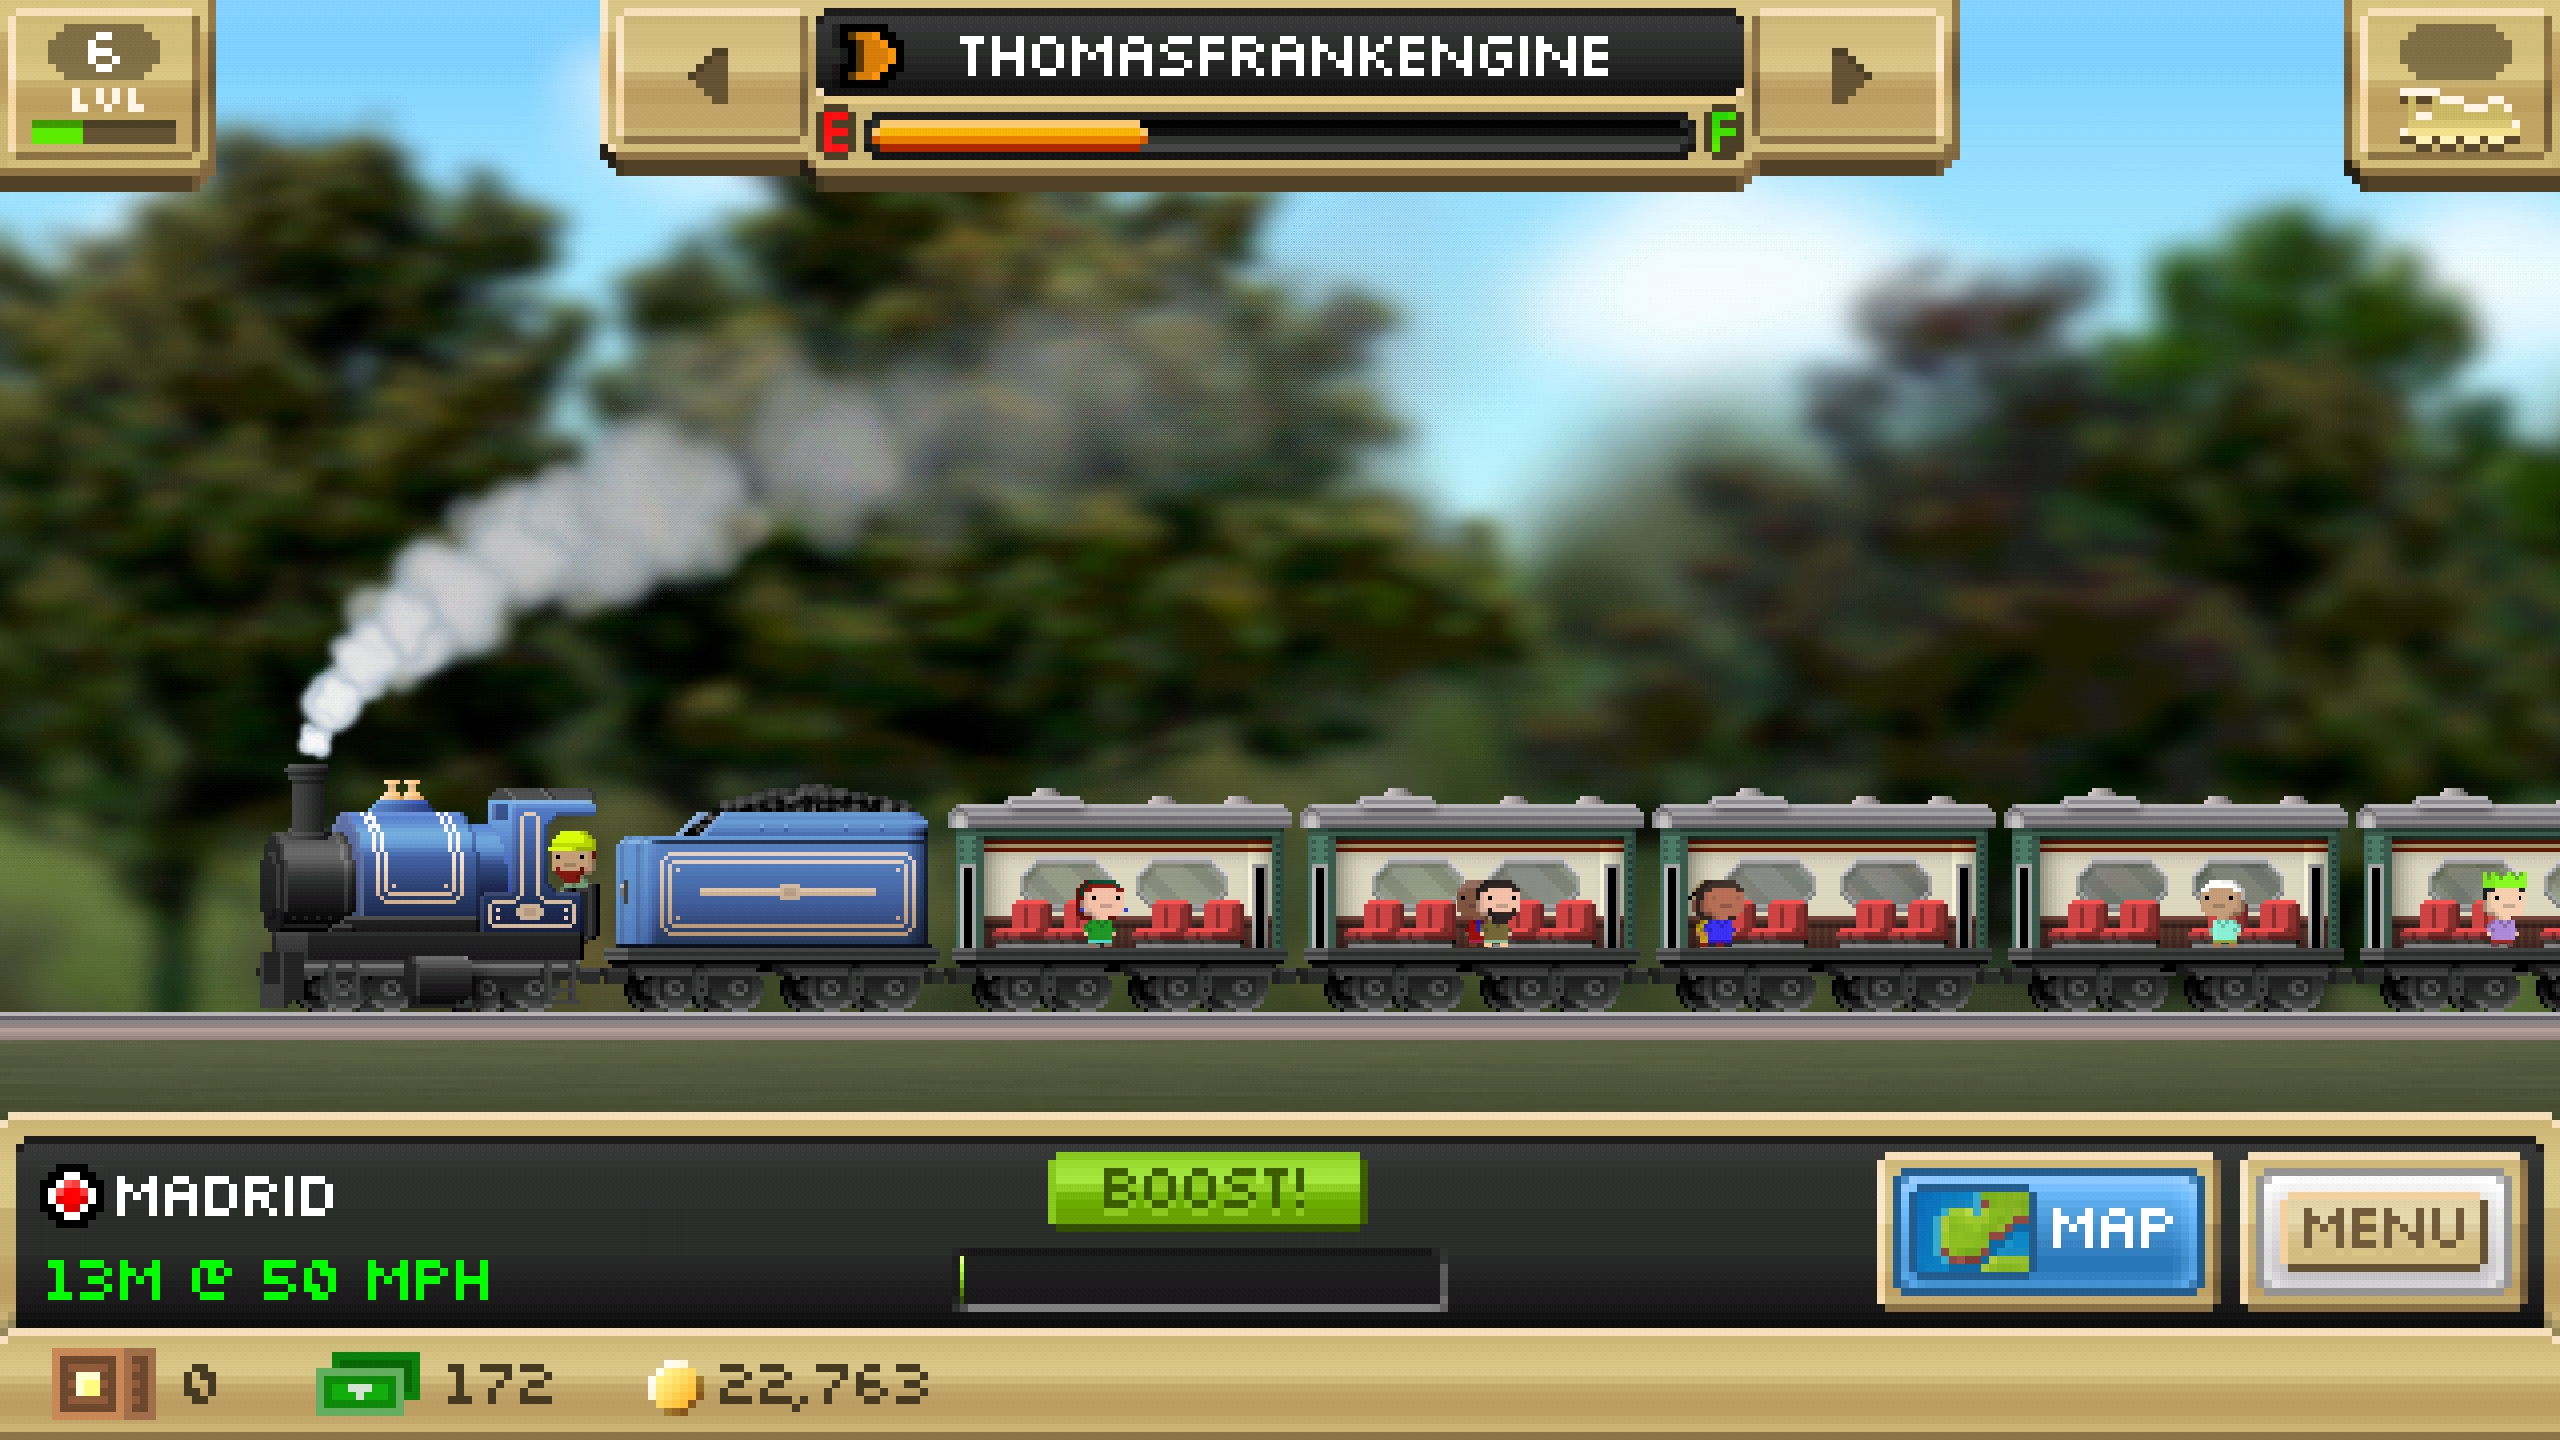 6
LVL
THOMASFRANKENGINE
E F
MADRID
BOOST!
13M @ 50 MPH
MAP
MENU
0 172 22,763